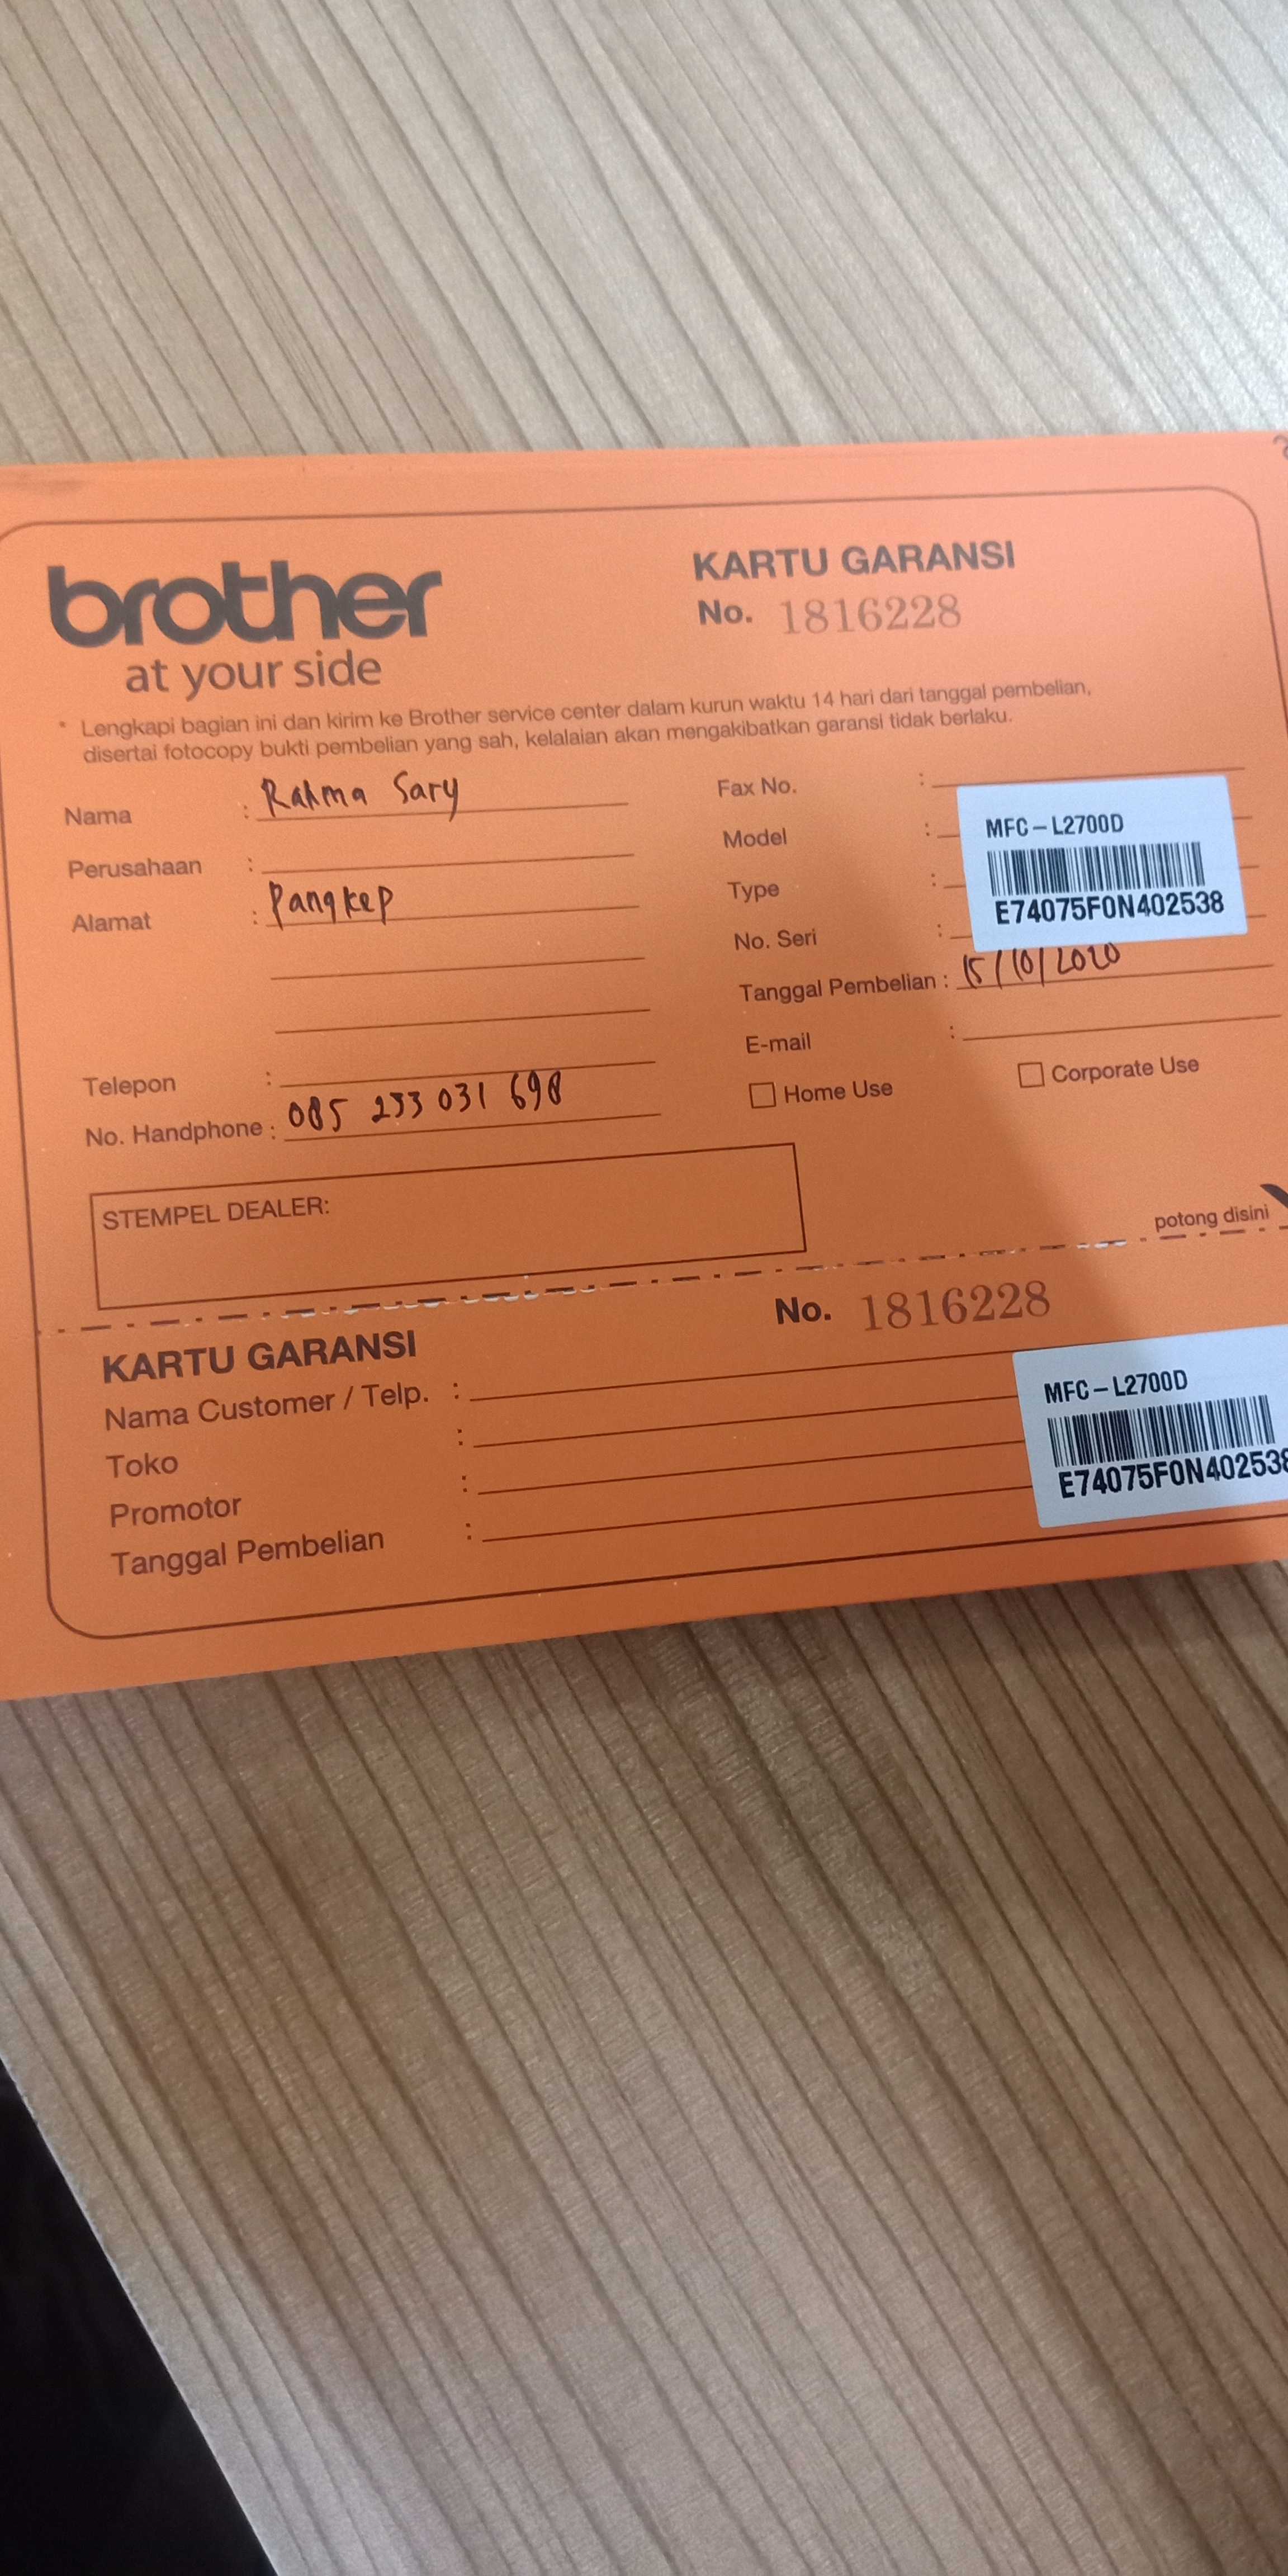 brother
at your side
KARTU GARANSI
No. 1816228
* Lengkapi bagian ini dan kirim ke Brother service center dalam kurun waktu 14 hari dari tanggal pembelian,
disertai fotocopy bukti pembelian yang sah, kelalaian akan mengakibatkan garansi tidak berlaku.
Nama : Rahma Sary
Perusahaan :
Alamat : Pangkep
Telepon :
No. Handphone : 085 233 031 698
Fax No. :
Model :
Type :
No. Seri :
MFC-L2700D
E74075F0N402538
Tanggal Pembelian : 15/10/2020
E-mail :
Home Use
Corporate Use
STEMPEL DEALER:
potong disini
KARTU GARANSI
No. 1816228
Nama Customer / Telp. :
Toko :
Promotor :
Tanggal Pembelian :
MFC-L2700D
E74075F0N402538